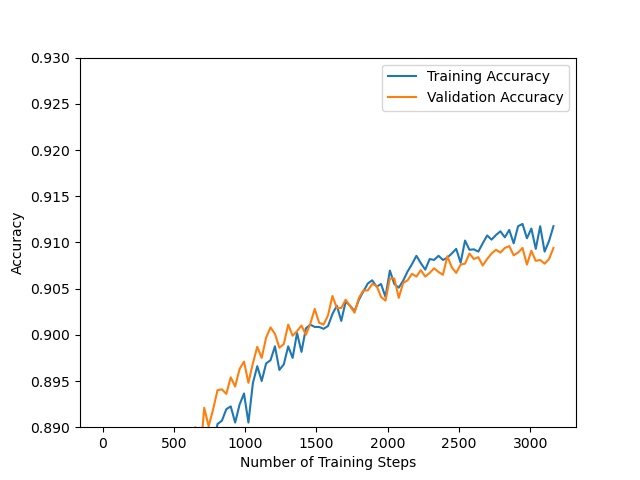 Training Accuracy
Validation Accuracy
0.930
0.925
0.920
0.915
0.910
0.905
0.900
0.895
0.890
Accuracy
0 500 1000 1500 2000 2500 3000
Number of Training Steps